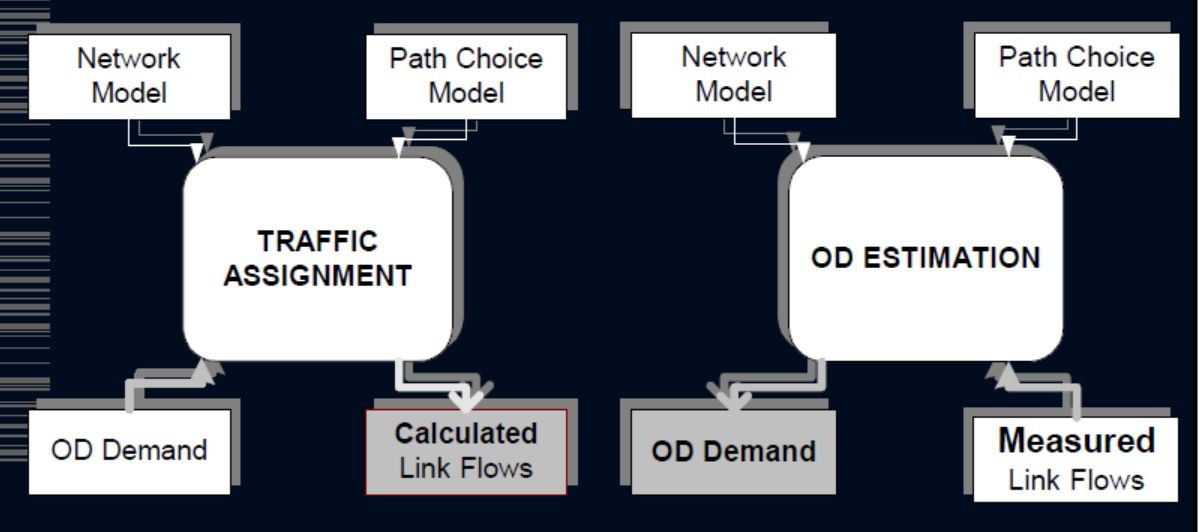 Network
Model
Path Choice
Model
Network
Model
Path Choice
Model
TRAFFIC
ASSIGNMENT
OD ESTIMATION
OD Demand
Calculated
Link Flows
OD Demand
Measured
Link Flows